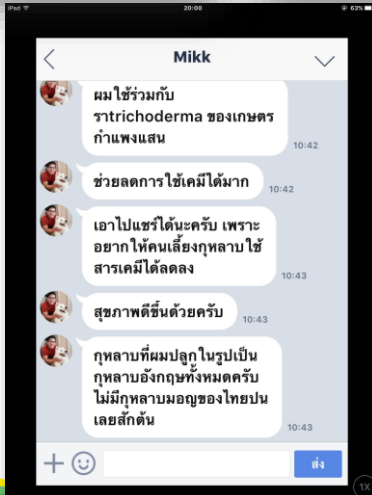 iPad
20:00
63%
Mikk
ผมใช้ร่วมกับ
ราtrichoderma ของเกษตร
กำแพงแสน
10:42
ช่วยลดการใช้เคมีได้มาก
10:42
เอาไปแชร์ได้นะครับ เพราะ
อยากให้คนเลี้ยงกุหลาบใช้
สารเคมีได้ลดลง
10:43
สุขภาพดีขึ้นด้วยครับ
10:43
กุหลาบที่ผมปลูกในรูปเป็น
กุหลาบอังกฤษทั้งหมดครับ
ไม่มีกุหลาบมอญของไทยปน
เลยสักต้น
10:43
ส่ง
1X